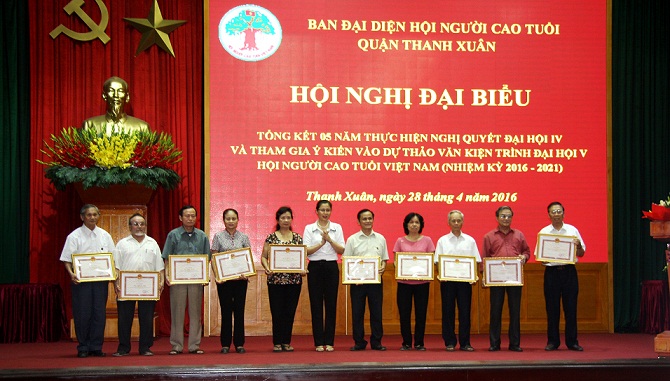 BAN ĐẠI DIỆN HỘI NGƯỜI CAO TUỔI
QUẬN THANH XUÂN
HỘI NGHỊ ĐẠI BIỂU
TỔNG KẾT 05 NĂM THỰC HIỆN NGHỊ QUYẾT ĐẠI HỘI IV
VÀ THAM GIA Ý KIẾN VÀO DỰ THẢO VĂN KIỆN TRÌNH ĐẠI HỘI V
HỘI NGƯỜI CAO TUỔI VIỆT NAM (NHIỆM KỲ 2016 - 2021)
Thanh Xuân, ngày 28 tháng 4 năm 2016